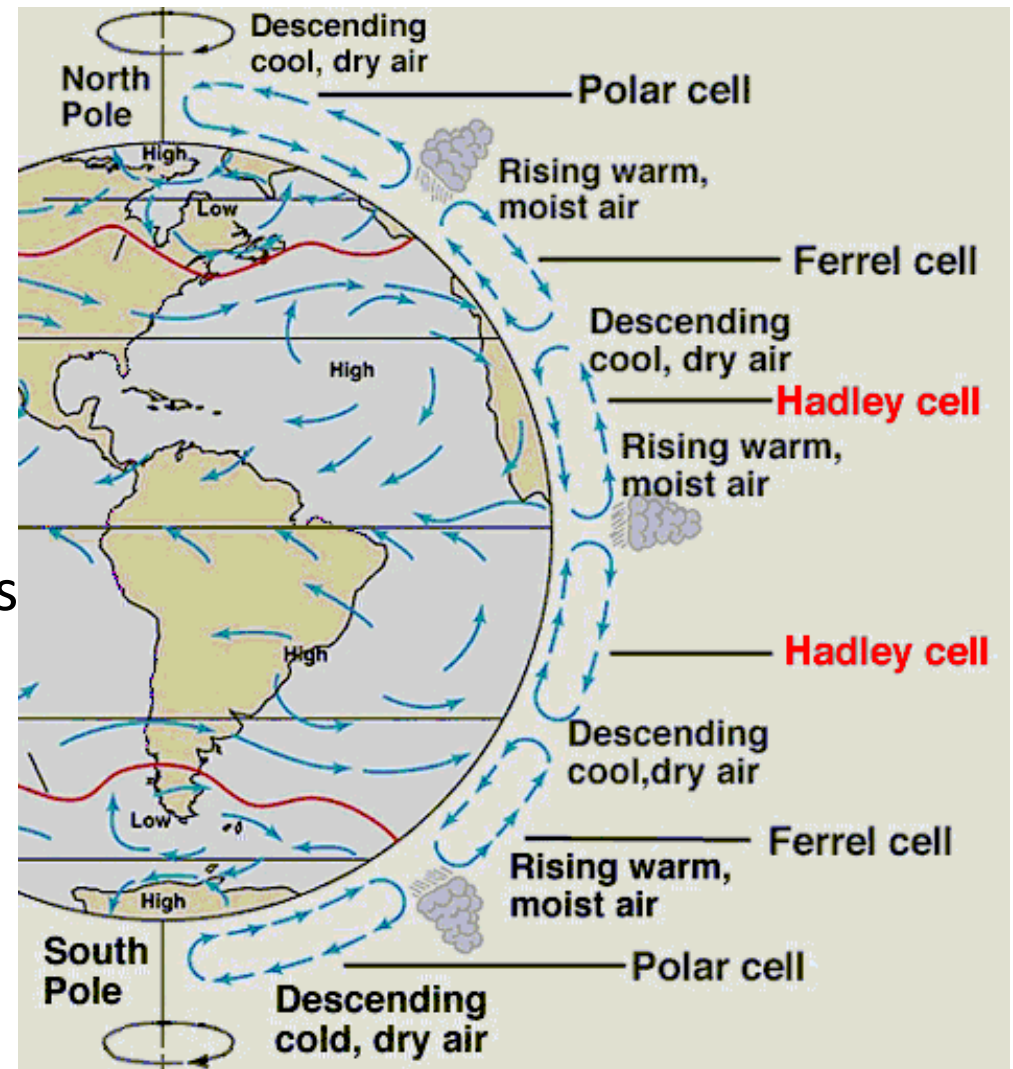 Descending
cool, dry air
North
Pole
Polar cell
High
Rising warm,
moist air
Low
Ferrel cell
Descending
cool, dry air
High
Hadley cell
Rising warm,
moist air
s
High
Hadley cell
Descending
cool,dry air
Low
Ferrel cell
Rising warm,
moist air
High
South
Pole
Polar cell
Descending
cold, dry air